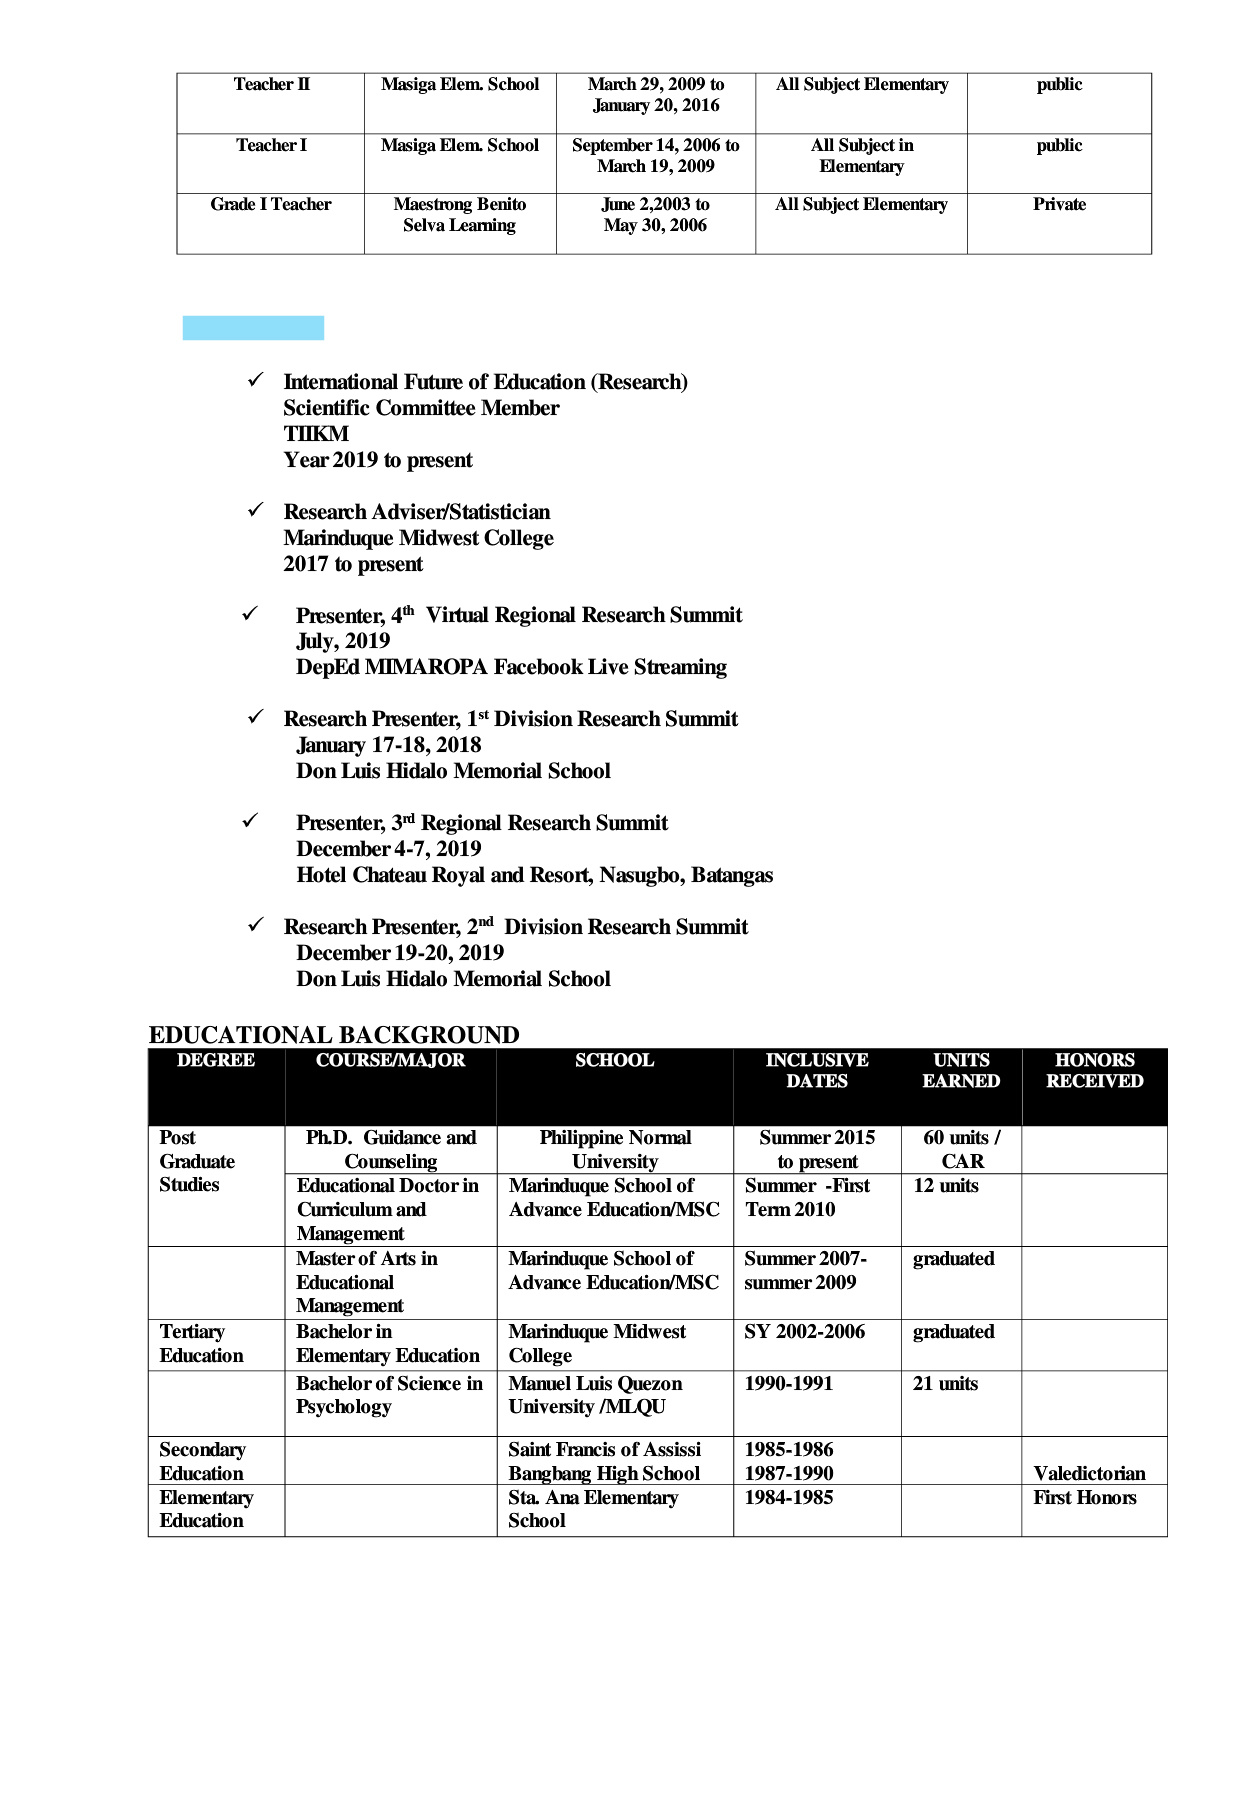 Teacher II Masiga Elem. School March 29, 2009 to All Subject Elementary public
January 20, 2016
Teacher I Masiga Elem. School September 14, 2006 to All Subject in public
March 19, 2009 Elementary
Grade I Teacher Maestrong Benito June 2,2003 to All Subject Elementary Private
Selva Learning May 30, 2006
✓ International Future of Education (Research)
Scientific Committee Member
TIIKM
Year 2019 to present
✓ Research Adviser/Statistician
Marinduque Midwest College
2017 to present
✓ Presenter, 4th Virtual Regional Research Summit
July, 2019
DepEd MIMAROPA Facebook Live Streaming
✓ Research Presenter, 1st Division Research Summit
January 17-18, 2018
Don Luis Hidalo Memorial School
✓ Presenter, 3rd Regional Research Summit
December 4-7, 2019
Hotel Chateau Royal and Resort, Nasugbo, Batangas
✓ Research Presenter, 2nd Division Research Summit
December 19-20, 2019
Don Luis Hidalo Memorial School
EDUCATIONAL BACKGROUND
DEGREE COURSE/MAJOR SCHOOL INCLUSIVE UNITS HONORS
DATES EARNED RECEIVED
Post Ph.D. Guidance and Philippine Normal Summer 2015 60 units /
Graduate Counseling University to present CAR
Studies Educational Doctor in Marinduque School of Summer -First 12 units
Curriculum and Advance Education/MSC Term 2010
Management
Master of Arts in Marinduque School of Summer 2007- graduated
Educational Advance Education/MSC summer 2009
Management
Tertiary Bachelor in Marinduque Midwest SY 2002-2006 graduated
Education Elementary Education College
Bachelor of Science in Manuel Luis Quezon 1990-1991 21 units
Psychology University /MLQU
Secondary Saint Francis of Assissi 1985-1986
Education Bangbang High School 1987-1990 Valedictorian
Elementary Sta. Ana Elementary 1984-1985 First Honors
Education School